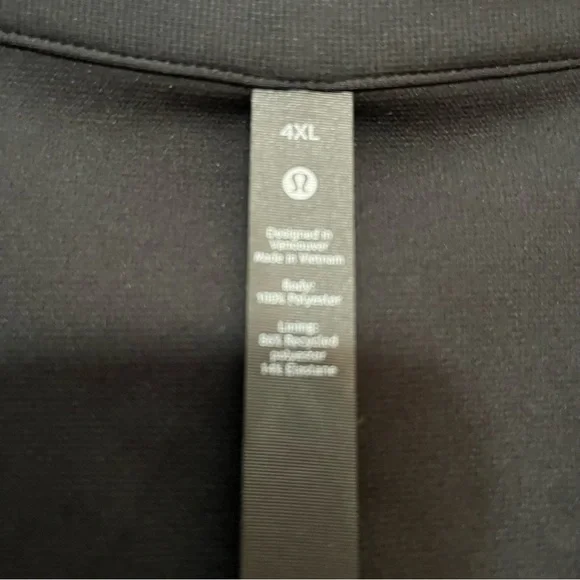 4XL
Designed in
Vancouver
Made in Vietnam
Body:
100% Polyester
Lining:
86% Recycled
polyester
14% Elastane